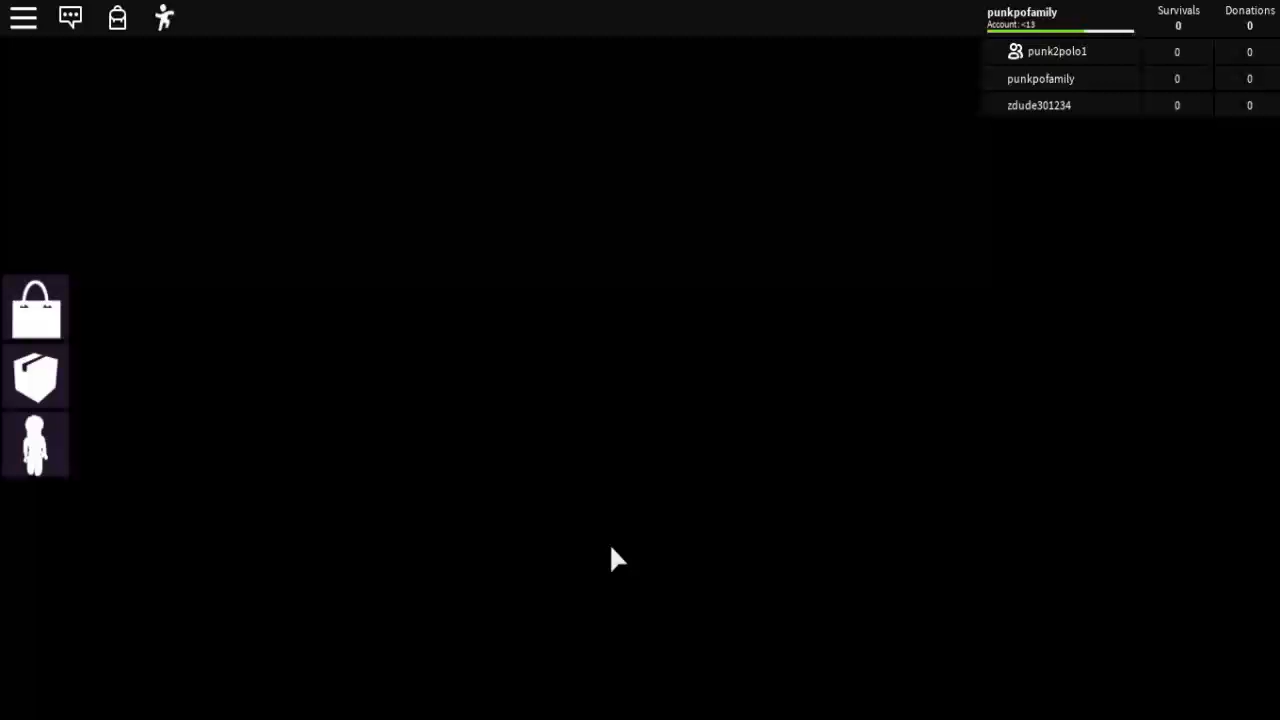 punkpofamily Survivals Donations
Account: <13 0 0
punk2polo1 0 0
punkpofamily 0 0
zdude301234 0 0